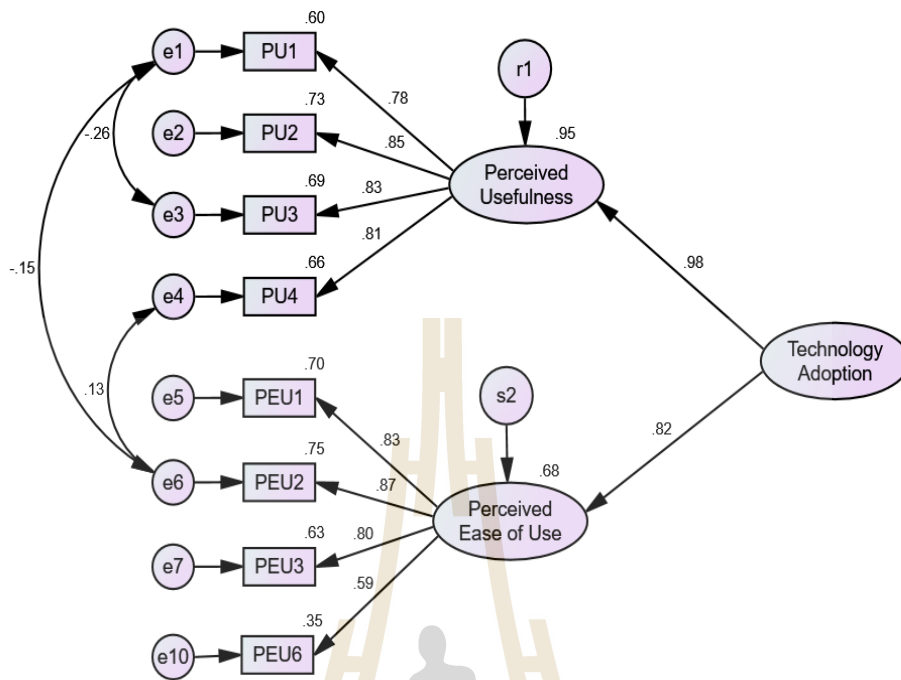 .60
e1
PU1
r1
.78
.73
.95
-.26
e2
PU2
.85
Perceived
Usefulness
.69
.83
e3
PU3
.81
.66
.98
-.15
e4
PU4
Technology
Adoption
.70
.13
e5
PEU1
s2
.83
.82
.75
.68
e6
PEU2
.87
Perceived
Ease of Use
.63
.80
e7
PEU3
.59
.35
e10
PEU6